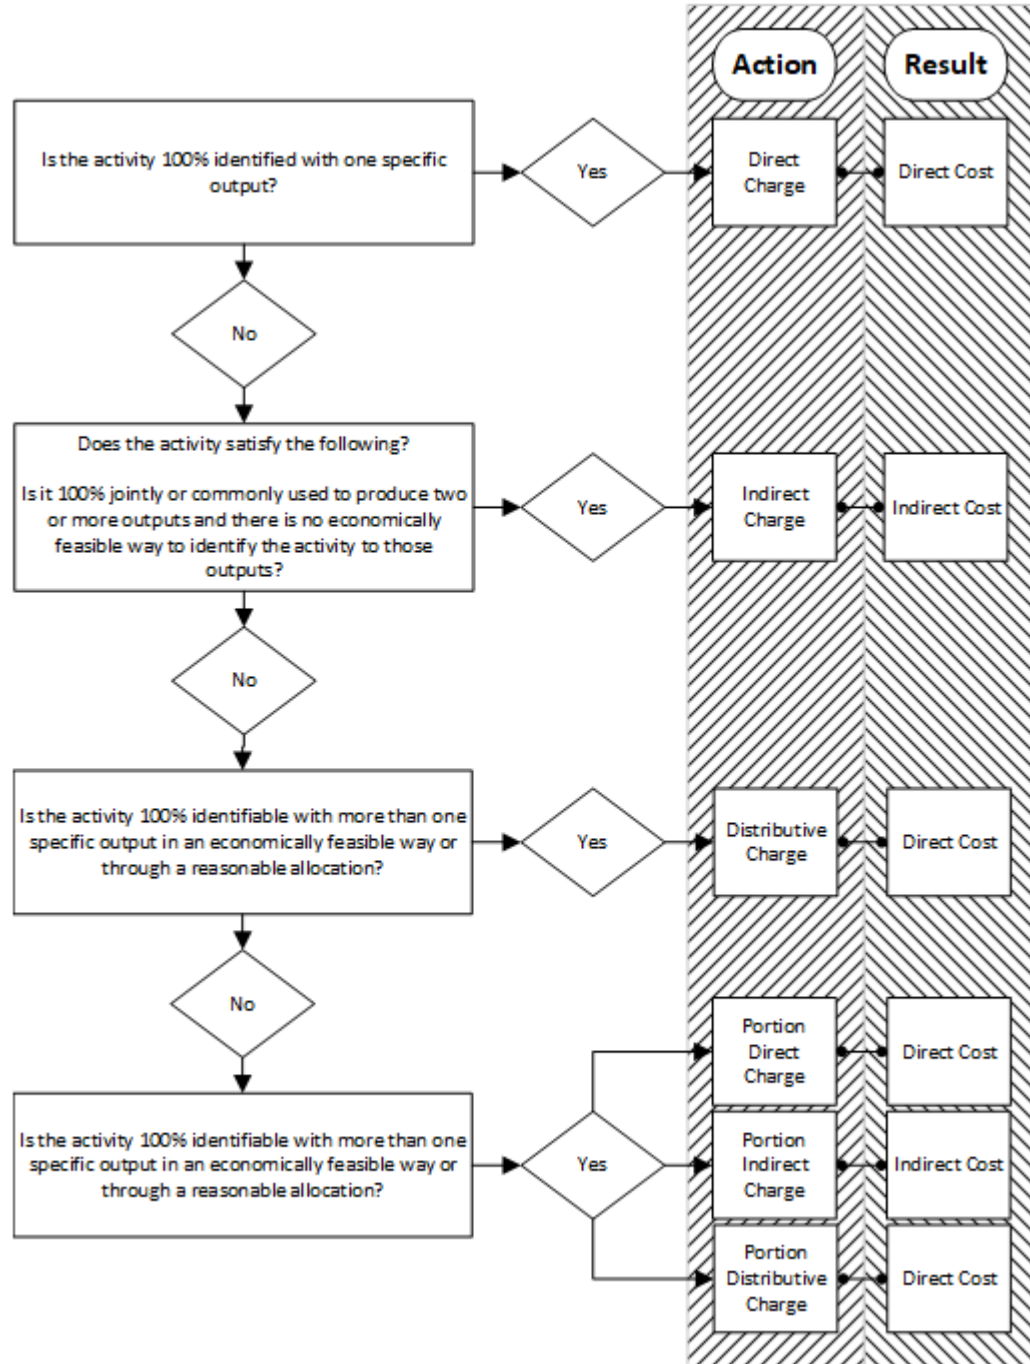 Action
Result
Is the activity 100% identified with one specific
output?
Yes
Direct
Charge
Direct Cost
No
Does the activity satisfy the following?
Is it 100% jointly or commonly used to produce two
or more outputs and there is no economically
feasible way to identify the activity to those
outputs?
Yes
Indirect
Charge
Indirect Cost
No
Is the activity 100% identifiable with more than one
specific output in an economically feasible way or
through a reasonable allocation?
Yes
Distributive
Charge
Direct Cost
No
Is the activity 100% identifiable with more than one
specific output in an economically feasible way or
through a reasonable allocation?
Yes
Portion
Direct
Charge
Direct Cost
Portion
Indirect
Charge
Indirect Cost
Portion
Distributive
Charge
Direct Cost